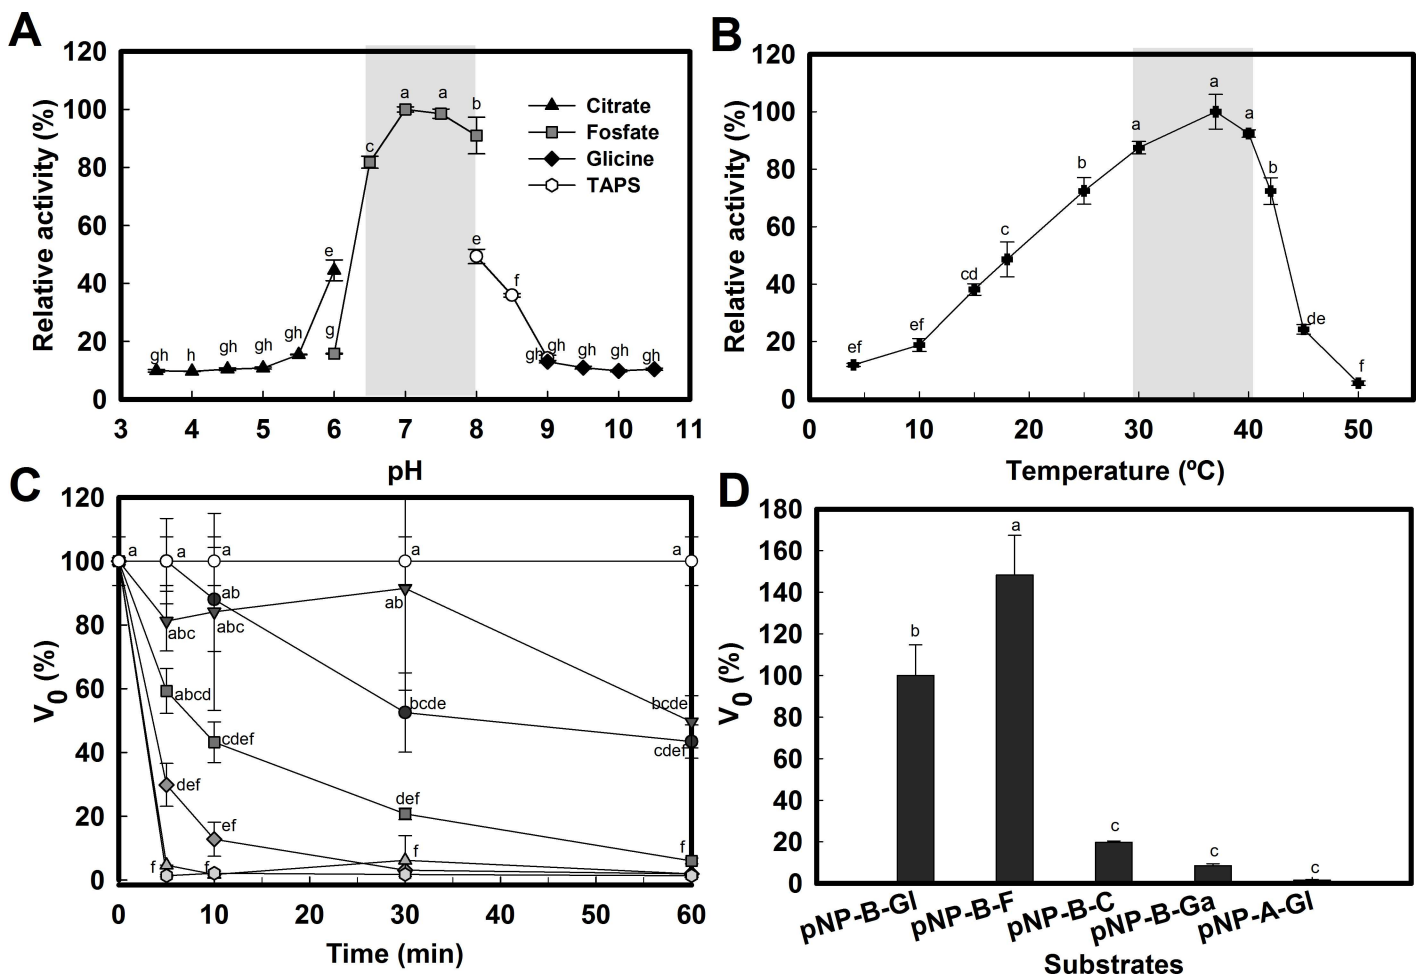 A
120
100
80
60
40
20
0
Relative activity (%)
3 4 5 6 7 8 9 10 11
pH
Citrate
Fosfate
Glicine
TAPS
gh h gh gh gh e g c a a b e f gh gh gh gh gh
B
120
100
80
60
40
20
0
Relative activity (%)
0 10 20 30 40 50
Temperature (ºC)
ef ef cd c b a a a b de f
C
120
100
80
60
40
20
0
V0 (%)
0 10 30 60
Time (min)
a a a a a
ab
abc abc ab
bcde bcde
abcd
cdef cdef
def def
ef
f f f f
D
180
160
140
120
100
80
60
40
20
0
V0 (%)
b a c c c
pNP-B-Gl pNP-B-F pNP-B-C pNP-B-Ga pNP-A-Gl
Substrates